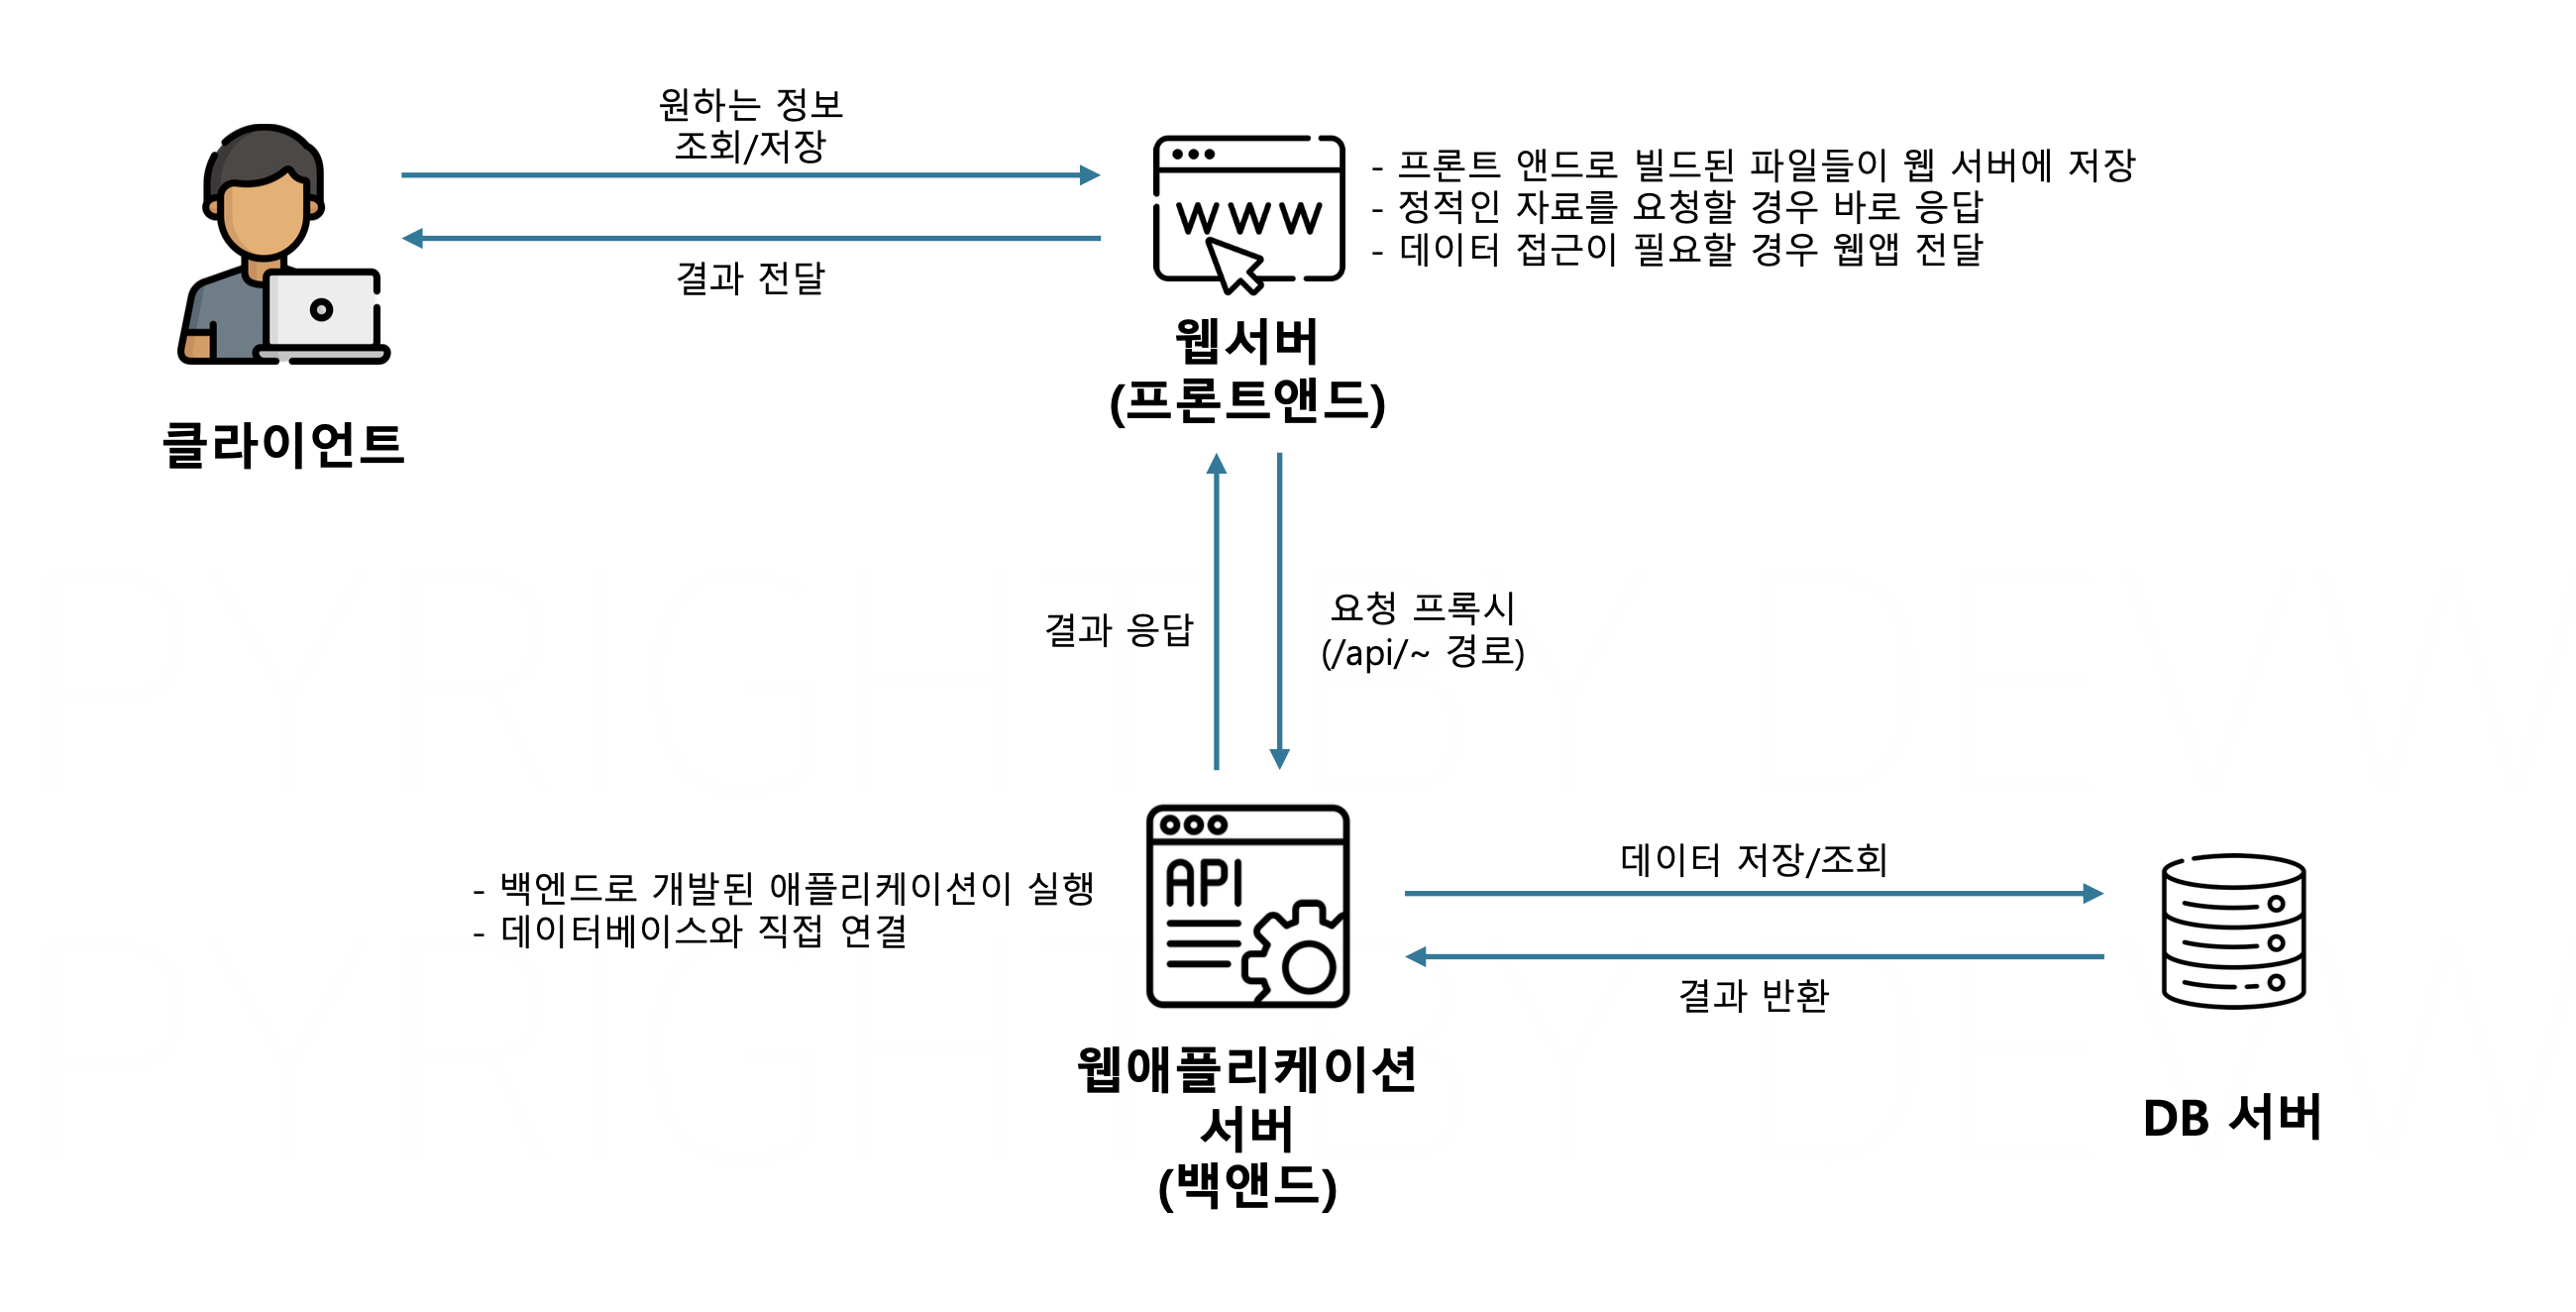 원하는 정보
조회/저장
결과 전달
클라이언트
WWW
웹서버
(프론트앤드)
- 프론트 앤드로 빌드된 파일들이 웹 서버에 저장
- 정적인 자료를 요청할 경우 바로 응답
- 데이터 접근이 필요할 경우 웹앱 전달
결과 응답
요청 프록시
(/api/~ 경로)
PYRIGHT BY DEVW
- 백엔드로 개발된 애플리케이션이 실행
- 데이터베이스와 직접 연결
API
웹애플리케이션
서버
(백앤드)
데이터 저장/조회
결과 반환
DB 서버
PYRIGHT BY DEVW